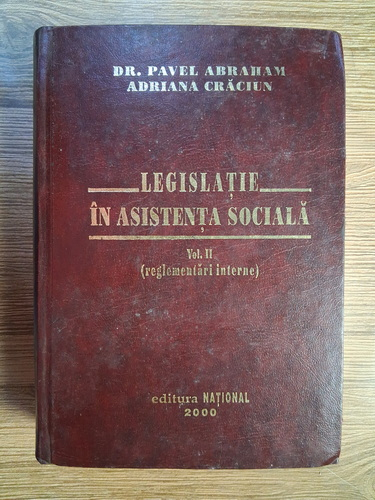 DR. PAVEL ABRAHAM
ADRIANA CRĂCIUN
LEGISLAȚIE
ÎN ASISTENȚA SOCIALĂ
Vol. II
(reglementări interne)
editura NAȚIONAL
2000